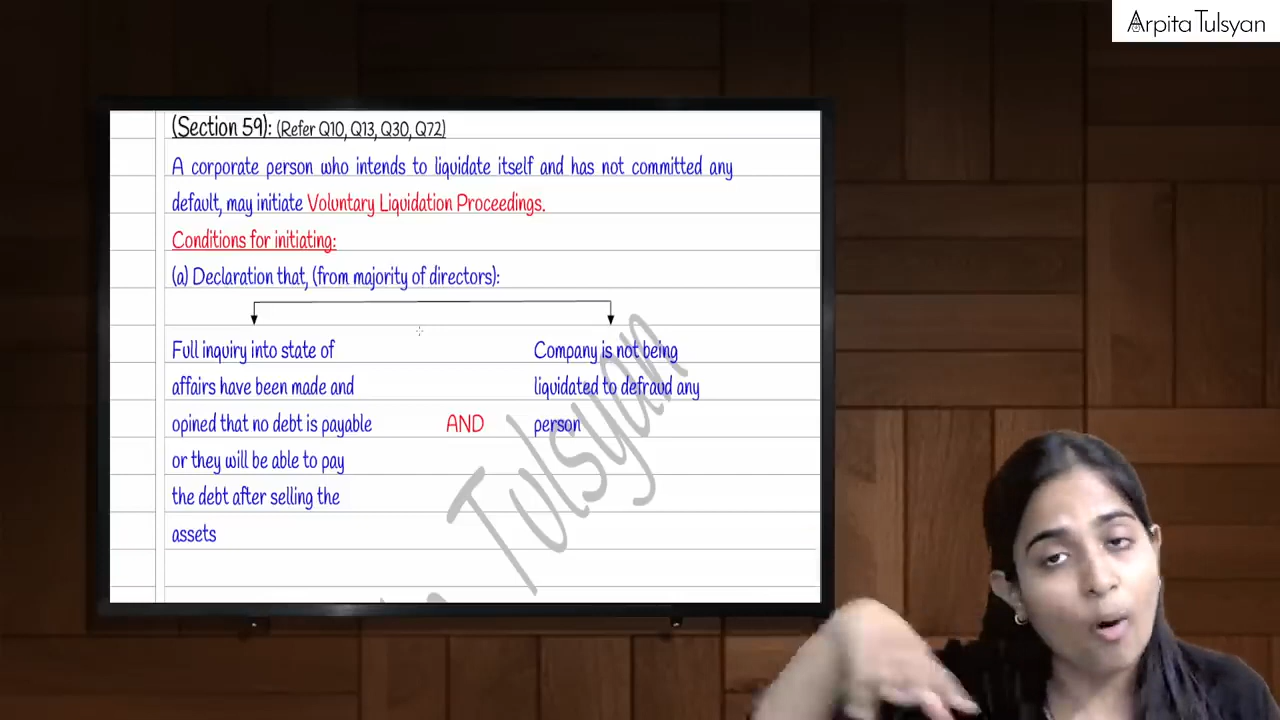 Arpita Tulsyan
(Section 59): (Refer Q10, Q13, Q30, Q72)
A corporate person who intends to liquidate itself and has not committed any
default, may initiate Voluntary Liquidation Proceedings.
Conditions for initiating:
(a) Declaration that, (from majority of directors):
Full inquiry into state of
affairs have been made and
opined that no debt is payable
or they will be able to pay
the debt after selling the
assets
AND
Company is not being
liquidated to defraud any
person
Tulsyan